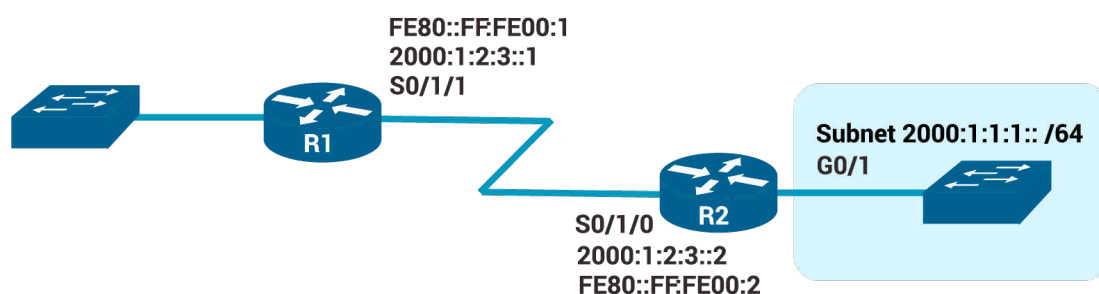 FE80::FF:FE00:1
2000:1:2:3::1
S0/1/1
R1
Subnet 2000:1:1:1:: /64
G0/1
R2
S0/1/0
2000:1:2:3::2
FE80::FF:FE00:2